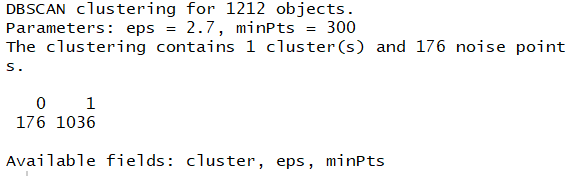 DBSCAN clustering for 1212 objects.
Parameters: eps = 2.7, minPts = 300
The clustering contains 1 cluster(s) and 176 noise point
s.
0 1
176 1036
Available fields: cluster, eps, minPts